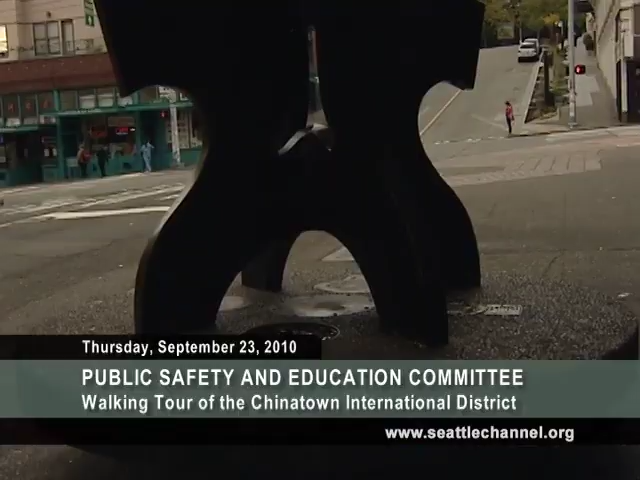 Thursday, September 23, 2010
PUBLIC SAFETY AND EDUCATION COMMITTEE
Walking Tour of the Chinatown International District
www.seattlechannel.org